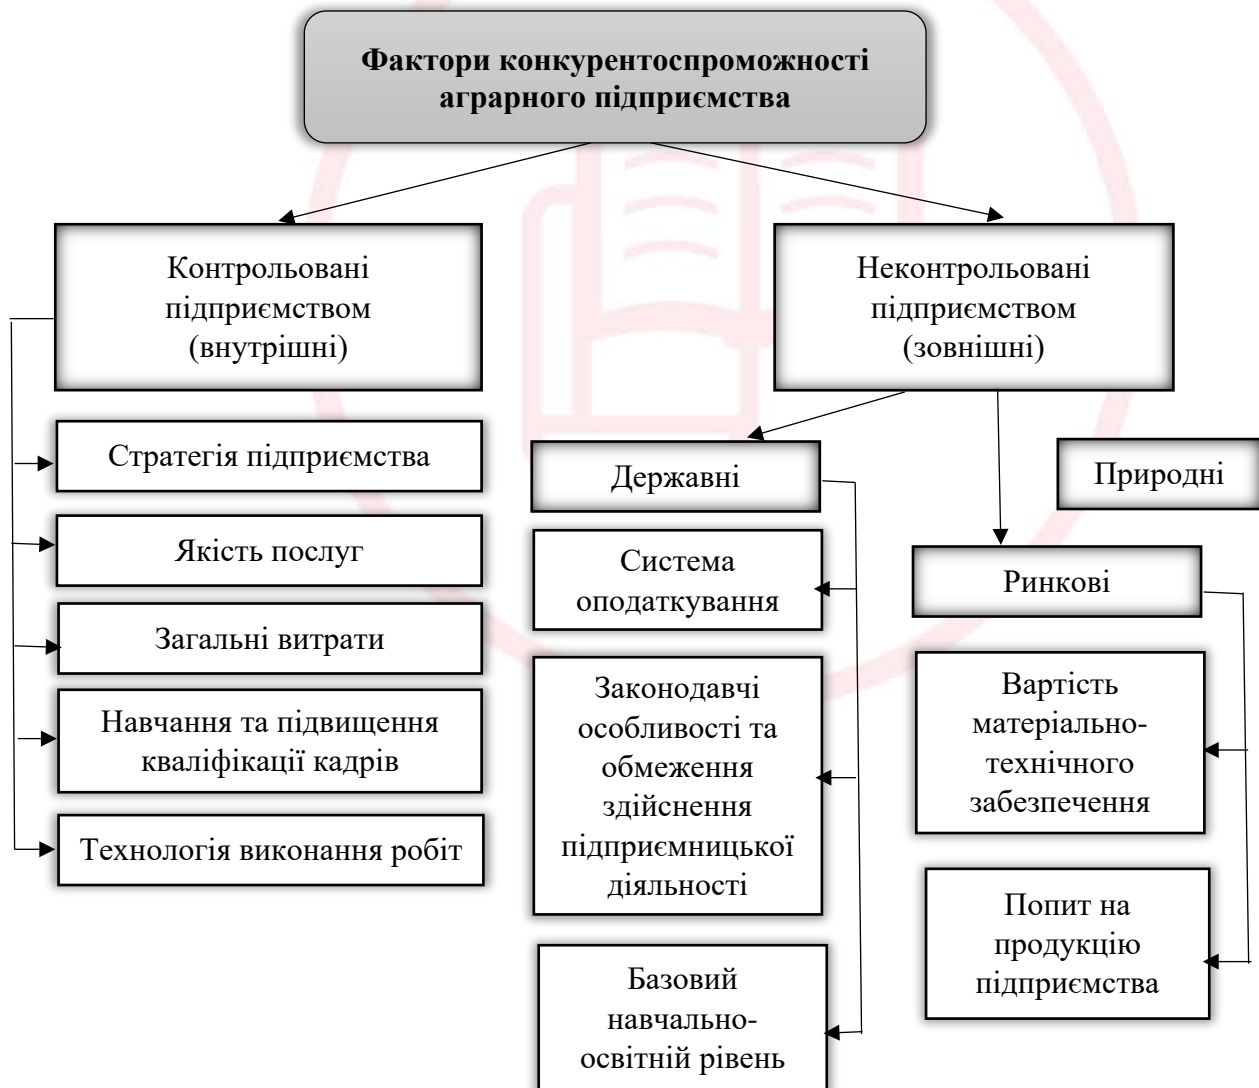 Фактори конкурентоспроможності
аграрного підприємства
Контрольовані
підприємством
(внутрішні)
Стратегія підприємства
Якість послуг
Загальні витрати
Навчання та підвищення
кваліфікації кадрів
Технологія виконання робіт
Неконтрольовані
підприємством
(зовнішні)
Державні
Система
оподаткування
Законодавчі
особливості та
обмеження
здійснення
підприємницької
діяльності
Базовий
навчально-
освітній рівень
Природні
Ринкові
Вартість
матеріально-
технічного
забезпечення
Попит на
продукцію
підприємства